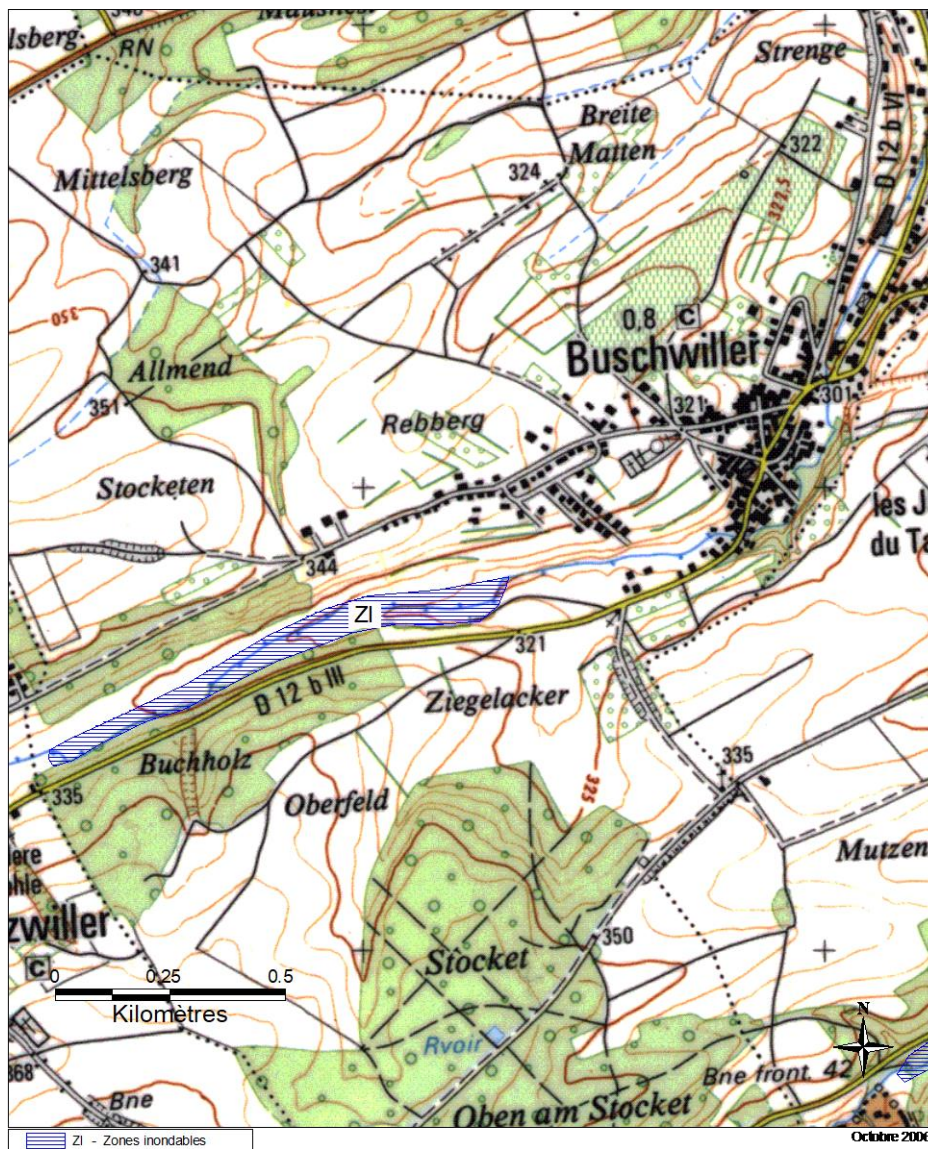 elsberg
RN
Strenge
Breite
Matten
322
D 12 b VI
Mittelsberg
324
322,5
341
350
0,8 C
Buschwiller
Allmend
351
Rebberg
321
301
Stocketen
les J
du Ta
344
ZI
321
D 12 b III
Ziegelacker
Buchholz
335
335
325
Oberfeld
Mutzen
zwiller
C
350
Stocket
0 0.25 0.5
Kilomètres
N
Rvoir
368
Bne front. 42
Bne
Oben am Stocket
ZI - Zones inondables
Octobre 2006